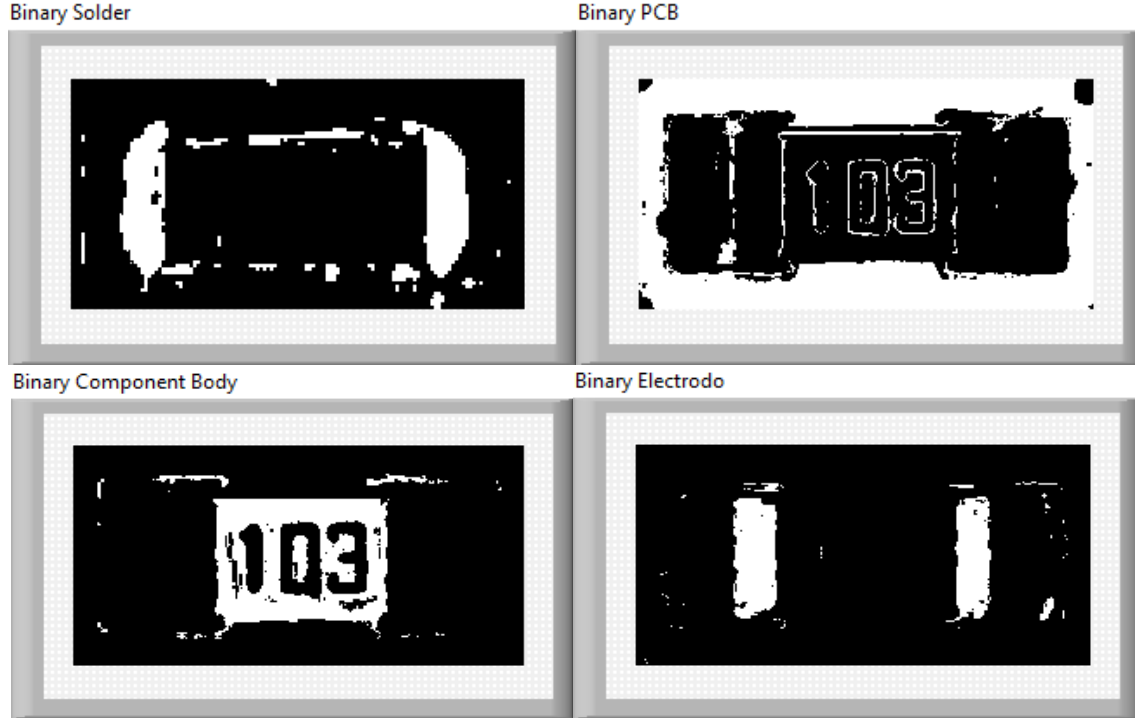 Binary Solder
Binary PCB
103
Binary Component Body
Binary Electrodo
103